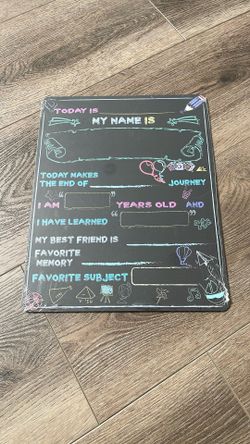 TODAY IS
MY NAME IS
TODAY MAKES
THE END OF JOURNEY
I AM " " YEARS OLD AND
I HAVE LEARNED " "
MY BEST FRIEND IS
FAVORITE
MEMORY
FAVORITE SUBJECT